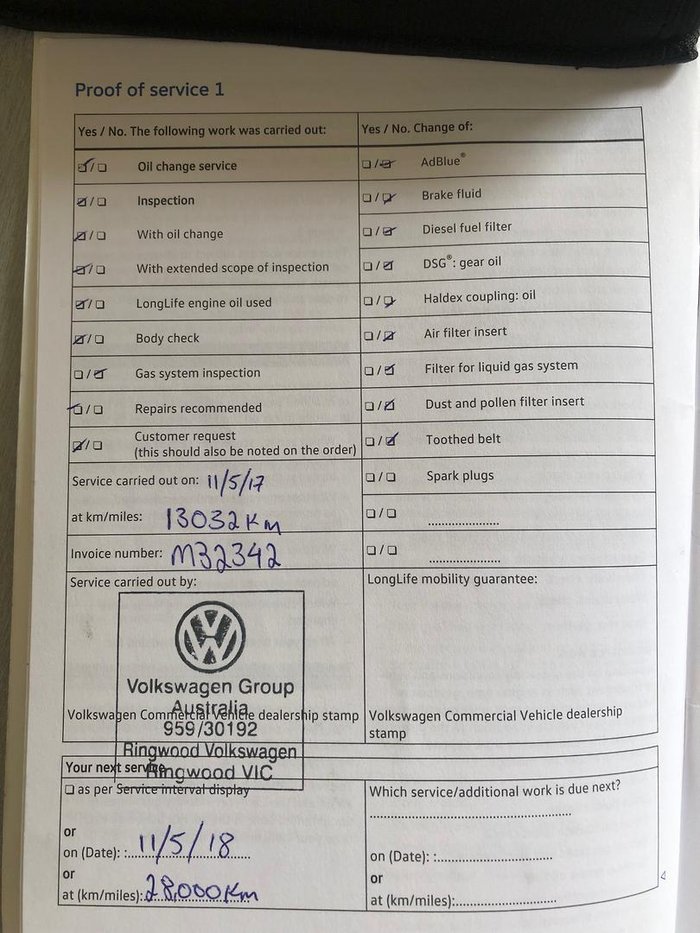 Proof of service 1
Yes / No. The following work was carried out:
Oil change service
Inspection
With oil change
With extended scope of inspection
LongLife engine oil used
Body check
Gas system inspection
Repairs recommended
Customer request
(this should also be noted on the order)
Service carried out on: 11/5/17
at km/miles: 13032 Km
Invoice number: M32342
Service carried out by:
Volkswagen Group
Australia
Volkswagen Commercial Vehicle dealership stamp
959/30192
Ringwood Volkswagen
Ringwood VIC
Yes / No. Change of:
AdBlue®
Brake fluid
Diesel fuel filter
DSG®: gear oil
Haldex coupling: oil
Air filter insert
Filter for liquid gas system
Dust and pollen filter insert
Toothed belt
Spark plugs
LongLife mobility guarantee:
Volkswagen Commercial Vehicle dealership
stamp
Your next service
as per Service interval display
or
on (Date): 11/5/18
or
at (km/miles): 28,000 Km
Which service/additional work is due next?
on (Date):
or
at (km/miles):